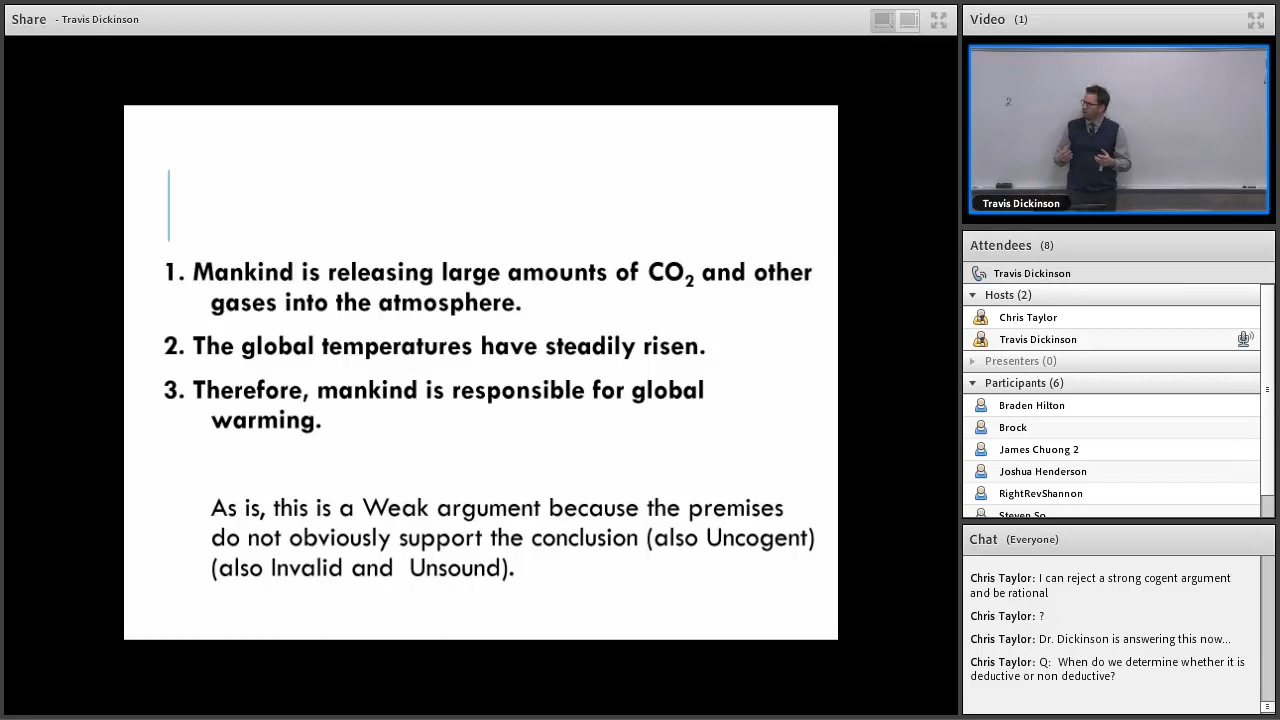 Share - Travis Dickinson
1. Mankind is releasing large amounts of CO2 and other
gases into the atmosphere.
2. The global temperatures have steadily risen.
3. Therefore, mankind is responsible for global
warming.
As is, this is a Weak argument because the premises
do not obviously support the conclusion (also Uncogent)
(also Invalid and Unsound).
Video (1)
2
Travis Dickinson
Attendees (8)
Travis Dickinson
Hosts (2)
Chris Taylor
Travis Dickinson
Presenters (0)
Participants (6)
Braden Hilton
Brock
James Chuong 2
Joshua Henderson
RightRevShannon
Steven So
Chat (Everyone)
Chris Taylor: I can reject a strong cogent argument
and be rational
Chris Taylor: ?
Chris Taylor: Dr. Dickinson is answering this now...
Chris Taylor: Q: When do we determine whether it is
deductive or non deductive?